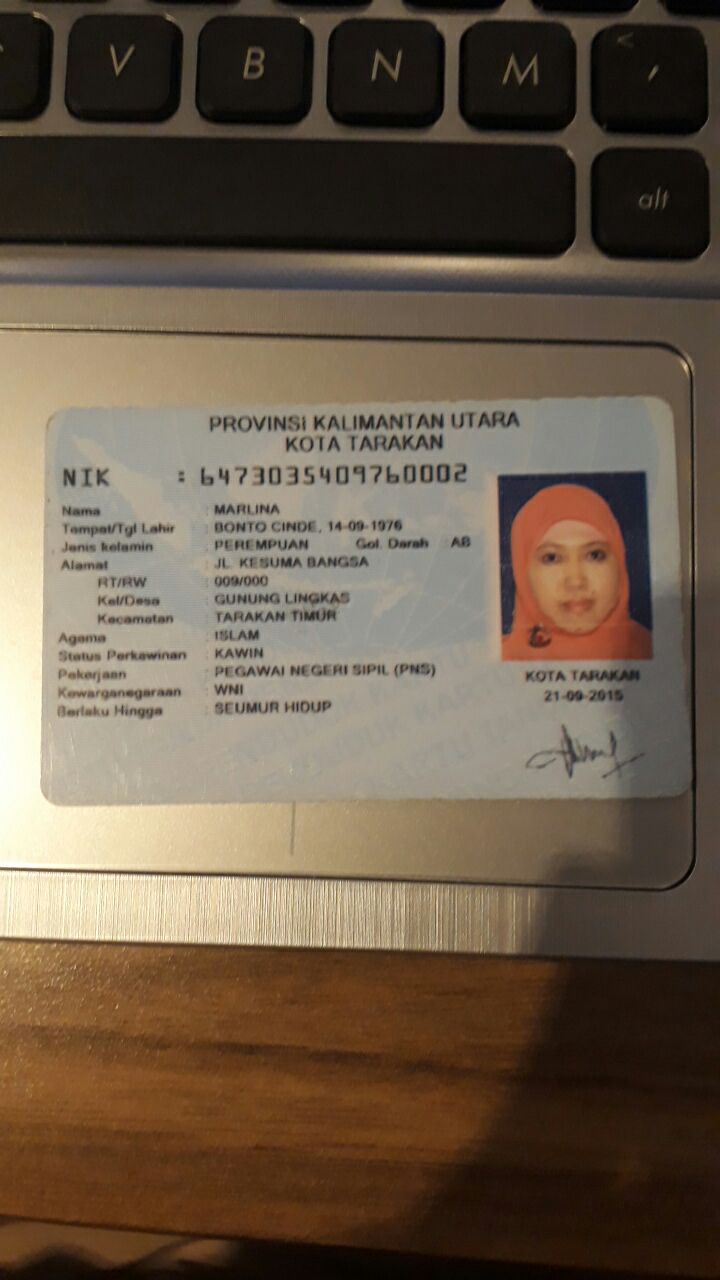 V B N M < ,
alt
PROVINSI KALIMANTAN UTARA
KOTA TARAKAN
NIK : 6473035409760002
Nama : MARLINA
Tempat/Tgl Lahir : BONTO CINDE, 14-09-1976
Jenis kelamin : PEREMPUAN Gol. Darah AB
Alamat : JL. KESUMA BANGSA
RT/RW : 009/000
Kel/Desa : GUNUNG LINGKAS
Kecamatan : TARAKAN TIMUR
Agama : ISLAM
Status Perkawinan : KAWIN
Pekerjaan : PEGAWAI NEGERI SIPIL (PNS)
Kewarganegaraan : WNI
Berlaku Hingga : SEUMUR HIDUP
KOTA TARAKAN
21-09-2015